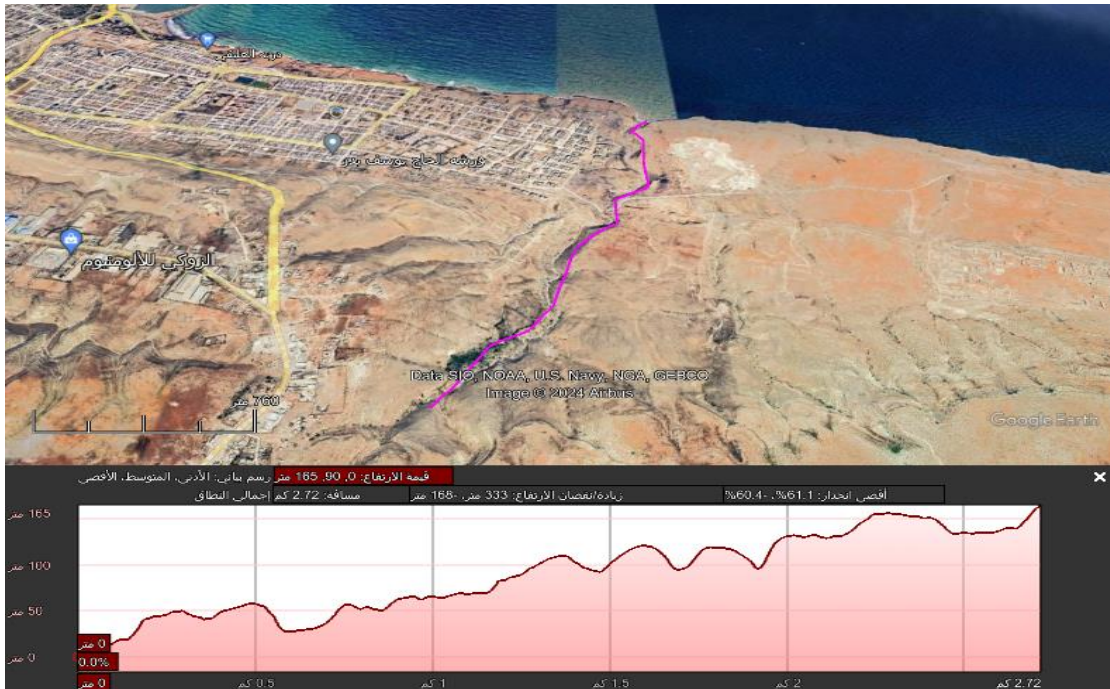 ورشة الحاج يوسف بدر
الزوكي للألومنيوم
Data SIO, NOAA, U.S. Navy, NGA, GEBCO
Image © 2024 Airbus
760 متر
Google Earth
رسم بياني: الأدنى, المتوسط, الأقصى قيمة الارتفاع: 0, 90, 165 متر
إجمالي النطاق مسافة: 2.72 كم زيادة/نقصان الارتفاع: 333 متر, -168 متر أقصى انحدار: 61.1%, -60.4%
165 متر
100 متر
50 متر
0 متر
0 متر
0.0%
0 متر
0.5 كم
1 كم
1.5 كم
2 كم
2.72 كم